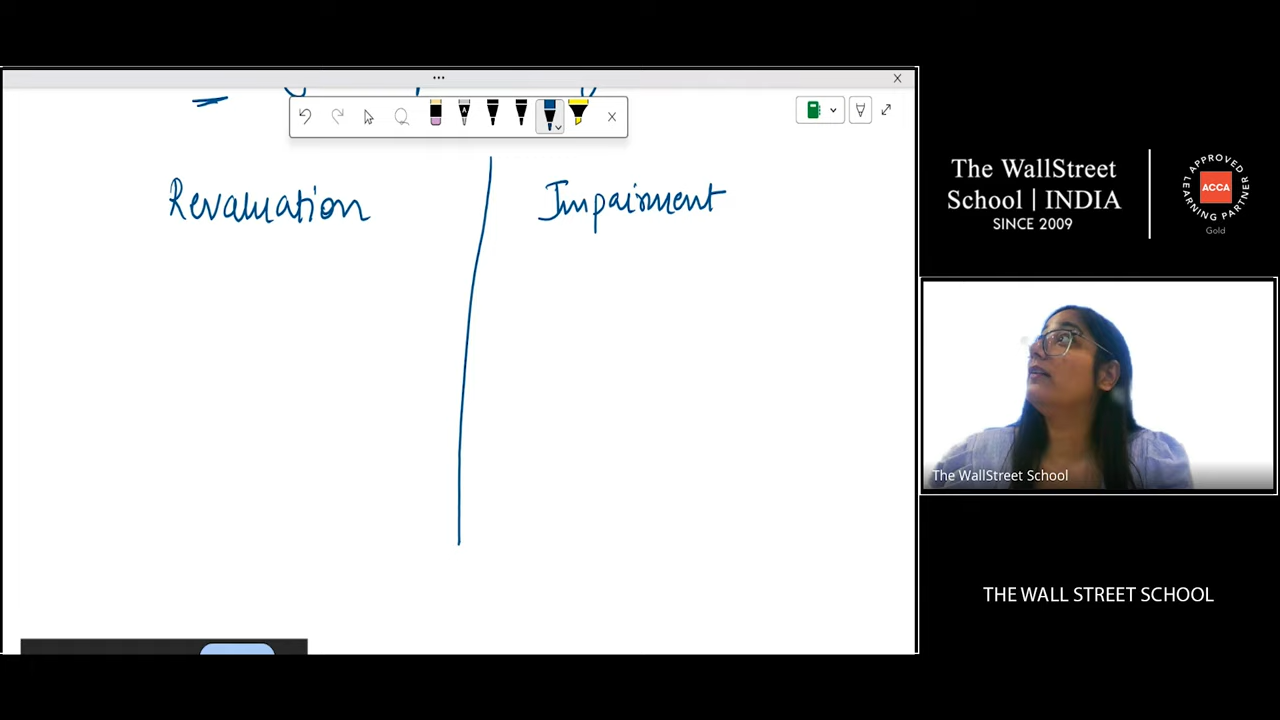 Revaluation
Impairment
The WallStreet
School | INDIA
SINCE 2009
APPROVED
LEARNING PARTNER
ACCA
Gold
The WallStreet School
THE WALL STREET SCHOOL